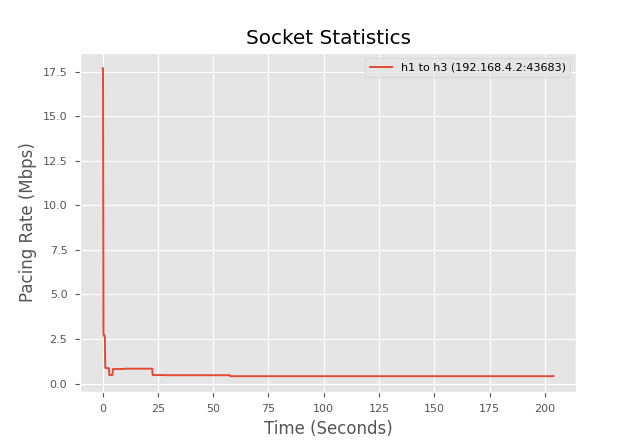 Socket Statistics
h1 to h3 (192.168.4.2:43683)
Pacing Rate (Mbps)
17.5
15.0
12.5
10.0
7.5
5.0
2.5
0.0
0 25 50 75 100 125 150 175 200
Time (Seconds)